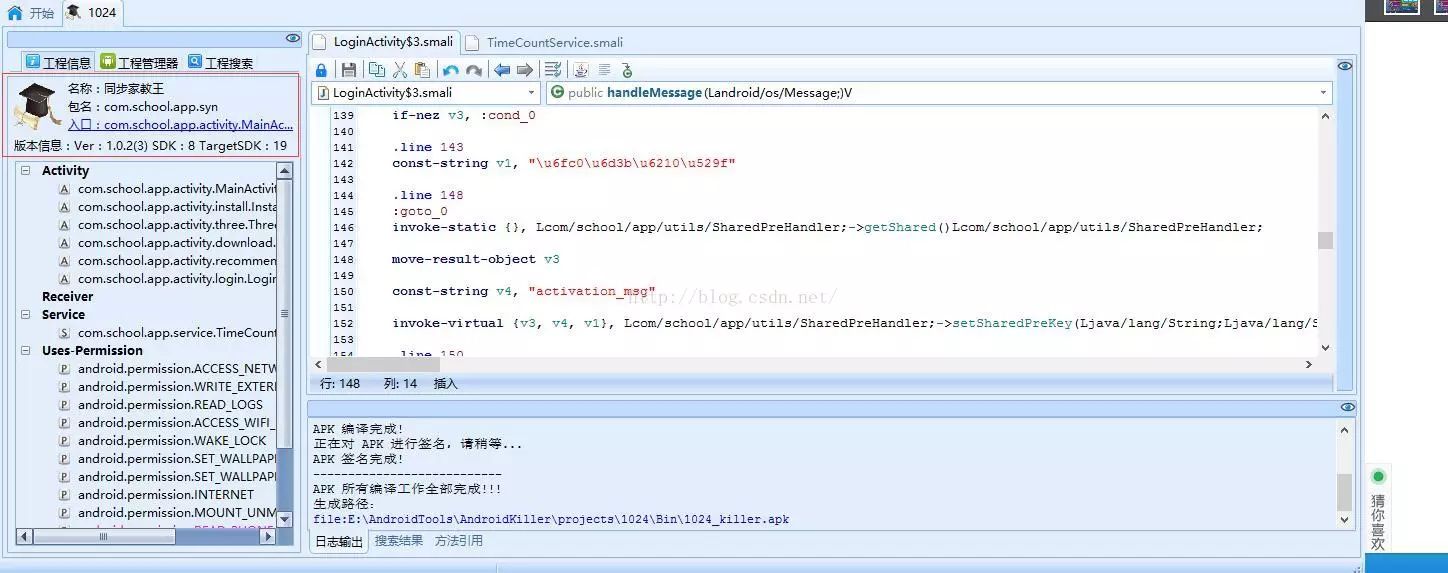 开始
1024
LoginActivity$3.smali
TimeCountService.smali
工程信息
工程管理器
工程搜索
名称：同步家教王
包名：com.school.app.syn
入口：com.school.app.activity.MainAc...
版本信息：Ver：1.0.2(3) SDK：8 TargetSDK：19
Activity
com.school.app.activity.MainActivit
com.school.app.activity.install.Insta
com.school.app.activity.three.Three
com.school.app.activity.download.
com.school.app.activity.recommen
com.school.app.activity.login.Login
Receiver
Service
com.school.app.service.TimeCount
Uses-Permission
android.permission.ACCESS_NETW
android.permission.WRITE_EXTER
android.permission.READ_LOGS
android.permission.ACCESS_WIFI_
android.permission.WAKE_LOCK
android.permission.SET_WALLPAP
android.permission.SET_WALLPAP
android.permission.INTERNET
android.permission.MOUNT_UNM
LoginActivity$3.smali
public handleMessage(Landroid/os/Message;)V
139 if-nez v3, :cond_0
140
141 .line 143
142 const-string v1, "\u6fc0\u6d3b\u6210\u529f"
143
144 .line 148
145 :goto_0
146 invoke-static {}, Lcom/school/app/utils/SharedPreHandler;->getShared()Lcom/school/app/utils/SharedPreHandler;
147
148 move-result-object v3
149
150 const-string v4, "activation_msg"
http://blog.csdn.net/
151
152 invoke-virtual {v3, v4, v1}, Lcom/school/app/utils/SharedPreHandler;->setSharedPreKey(Ljava/lang/String;Ljava/lang/S
153
154 .line 150
行: 148 列: 14 插入
APK 编译完成!
正在对 APK 进行签名，请稍等...
APK 签名完成!
----------------------------
APK 所有编译工作全部完成!!!
生成路径:
file:E:\AndroidTools\AndroidKiller\projects\1024\Bin\1024_killer.apk
日志输出 搜索结果 方法引用
猜你喜欢